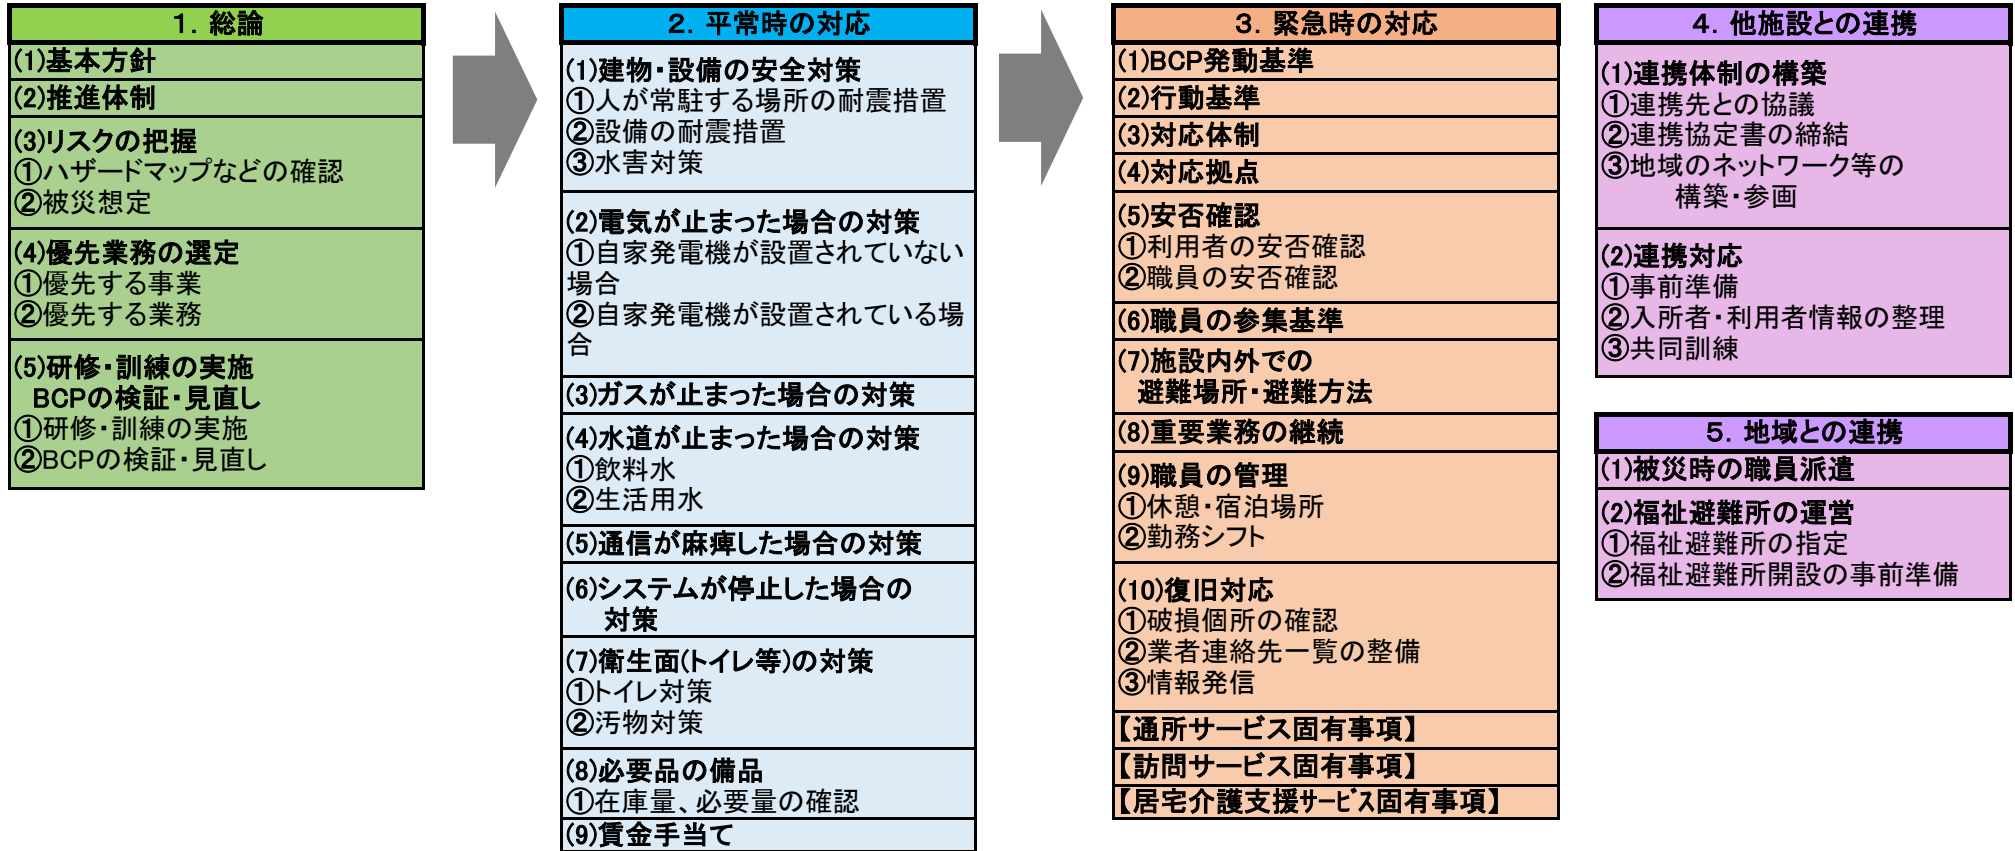 １．総論
(1)基本方針
(2)推進体制
(3)リスクの把握
①ハザードマップなどの確認
②被災想定
(4)優先業務の選定
①優先する事業
②優先する業務
(5)研修・訓練の実施
BCPの検証・見直し
①研修・訓練の実施
②BCPの検証・見直し
２．平常時の対応
(1)建物・設備の安全対策
①人が常駐する場所の耐震措置
②設備の耐震措置
③水害対策
(2)電気が止まった場合の対策
①自家発電機が設置されていない
場合
②自家発電機が設置されている場
合
(3)ガスが止まった場合の対策
(4)水道が止まった場合の対策
①飲料水
②生活用水
(5)通信が麻痺した場合の対策
(6)システムが停止した場合の
対策
(7)衛生面(トイレ等)の対策
①トイレ対策
②汚物対策
(8)必要品の備品
①在庫量、必要量の確認
(9)賃金手当て
３．緊急時の対応
(1)BCP発動基準
(2)行動基準
(3)対応体制
(4)対応拠点
(5)安否確認
①利用者の安否確認
②職員の安否確認
(6)職員の参集基準
(7)施設内外での
避難場所・避難方法
(8)重要業務の継続
(9)職員の管理
①休憩・宿泊場所
②勤務シフト
(10)復旧対応
①破損個所の確認
②業者連絡先一覧の整備
③情報発信
【通所サービス固有事項】
【訪問サービス固有事項】
【居宅介護支援ｻｰﾋﾞｽ固有事項】
４．他施設との連携
(1)連携体制の構築
①連携先との協議
②連携協定書の締結
③地域のネットワーク等の
構築・参画
(2)連携対応
①事前準備
②入所者・利用者情報の整理
③共同訓練
５．地域との連携
(1)被災時の職員派遣
(2)福祉避難所の運営
①福祉避難所の指定
②福祉避難所開設の事前準備